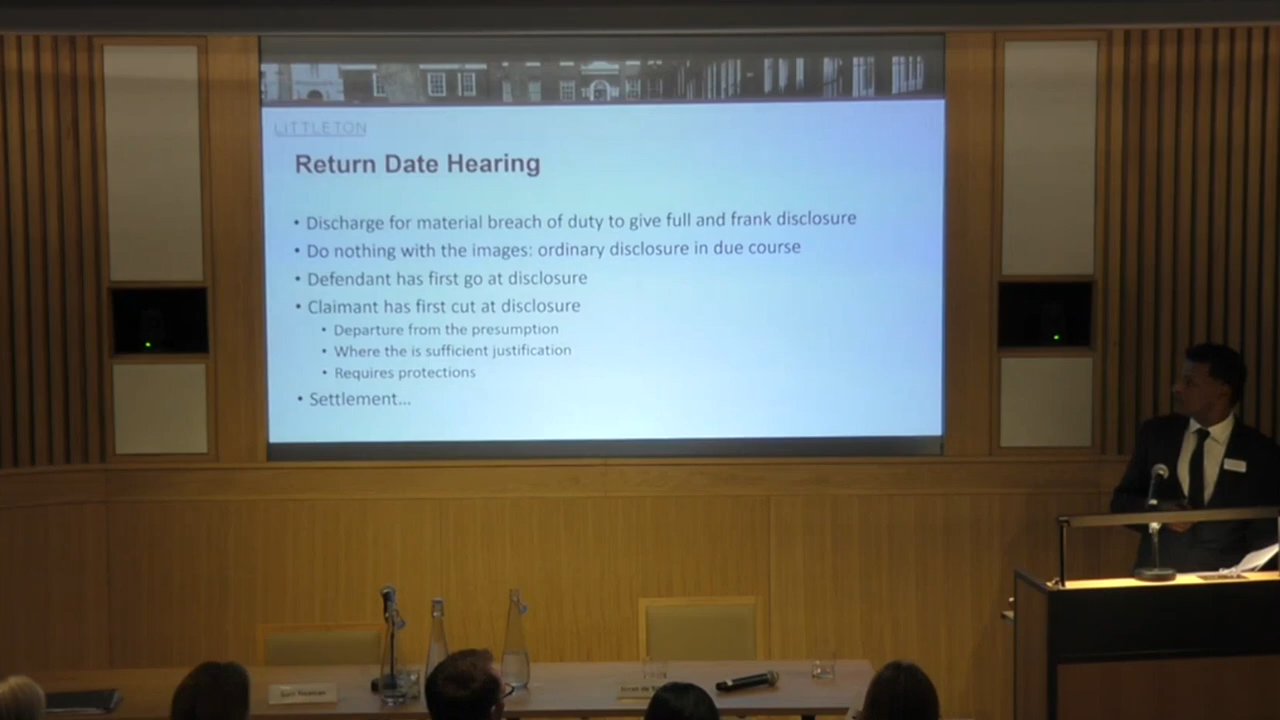 LITTLETON
Return Date Hearing
• Discharge for material breach of duty to give full and frank disclosure
• Do nothing with the images: ordinary disclosure in due course
• Defendant has first go at disclosure
• Claimant has first cut at disclosure
• Departure from the presumption
• Where the is sufficient justification
• Requires protections
• Settlement...